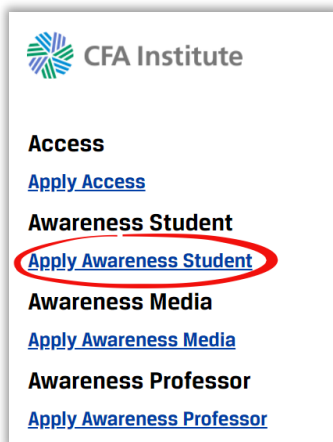 CFA Institute
Access
Apply Access
Awareness Student
Apply Awareness Student
Awareness Media
Apply Awareness Media
Awareness Professor
Apply Awareness Professor